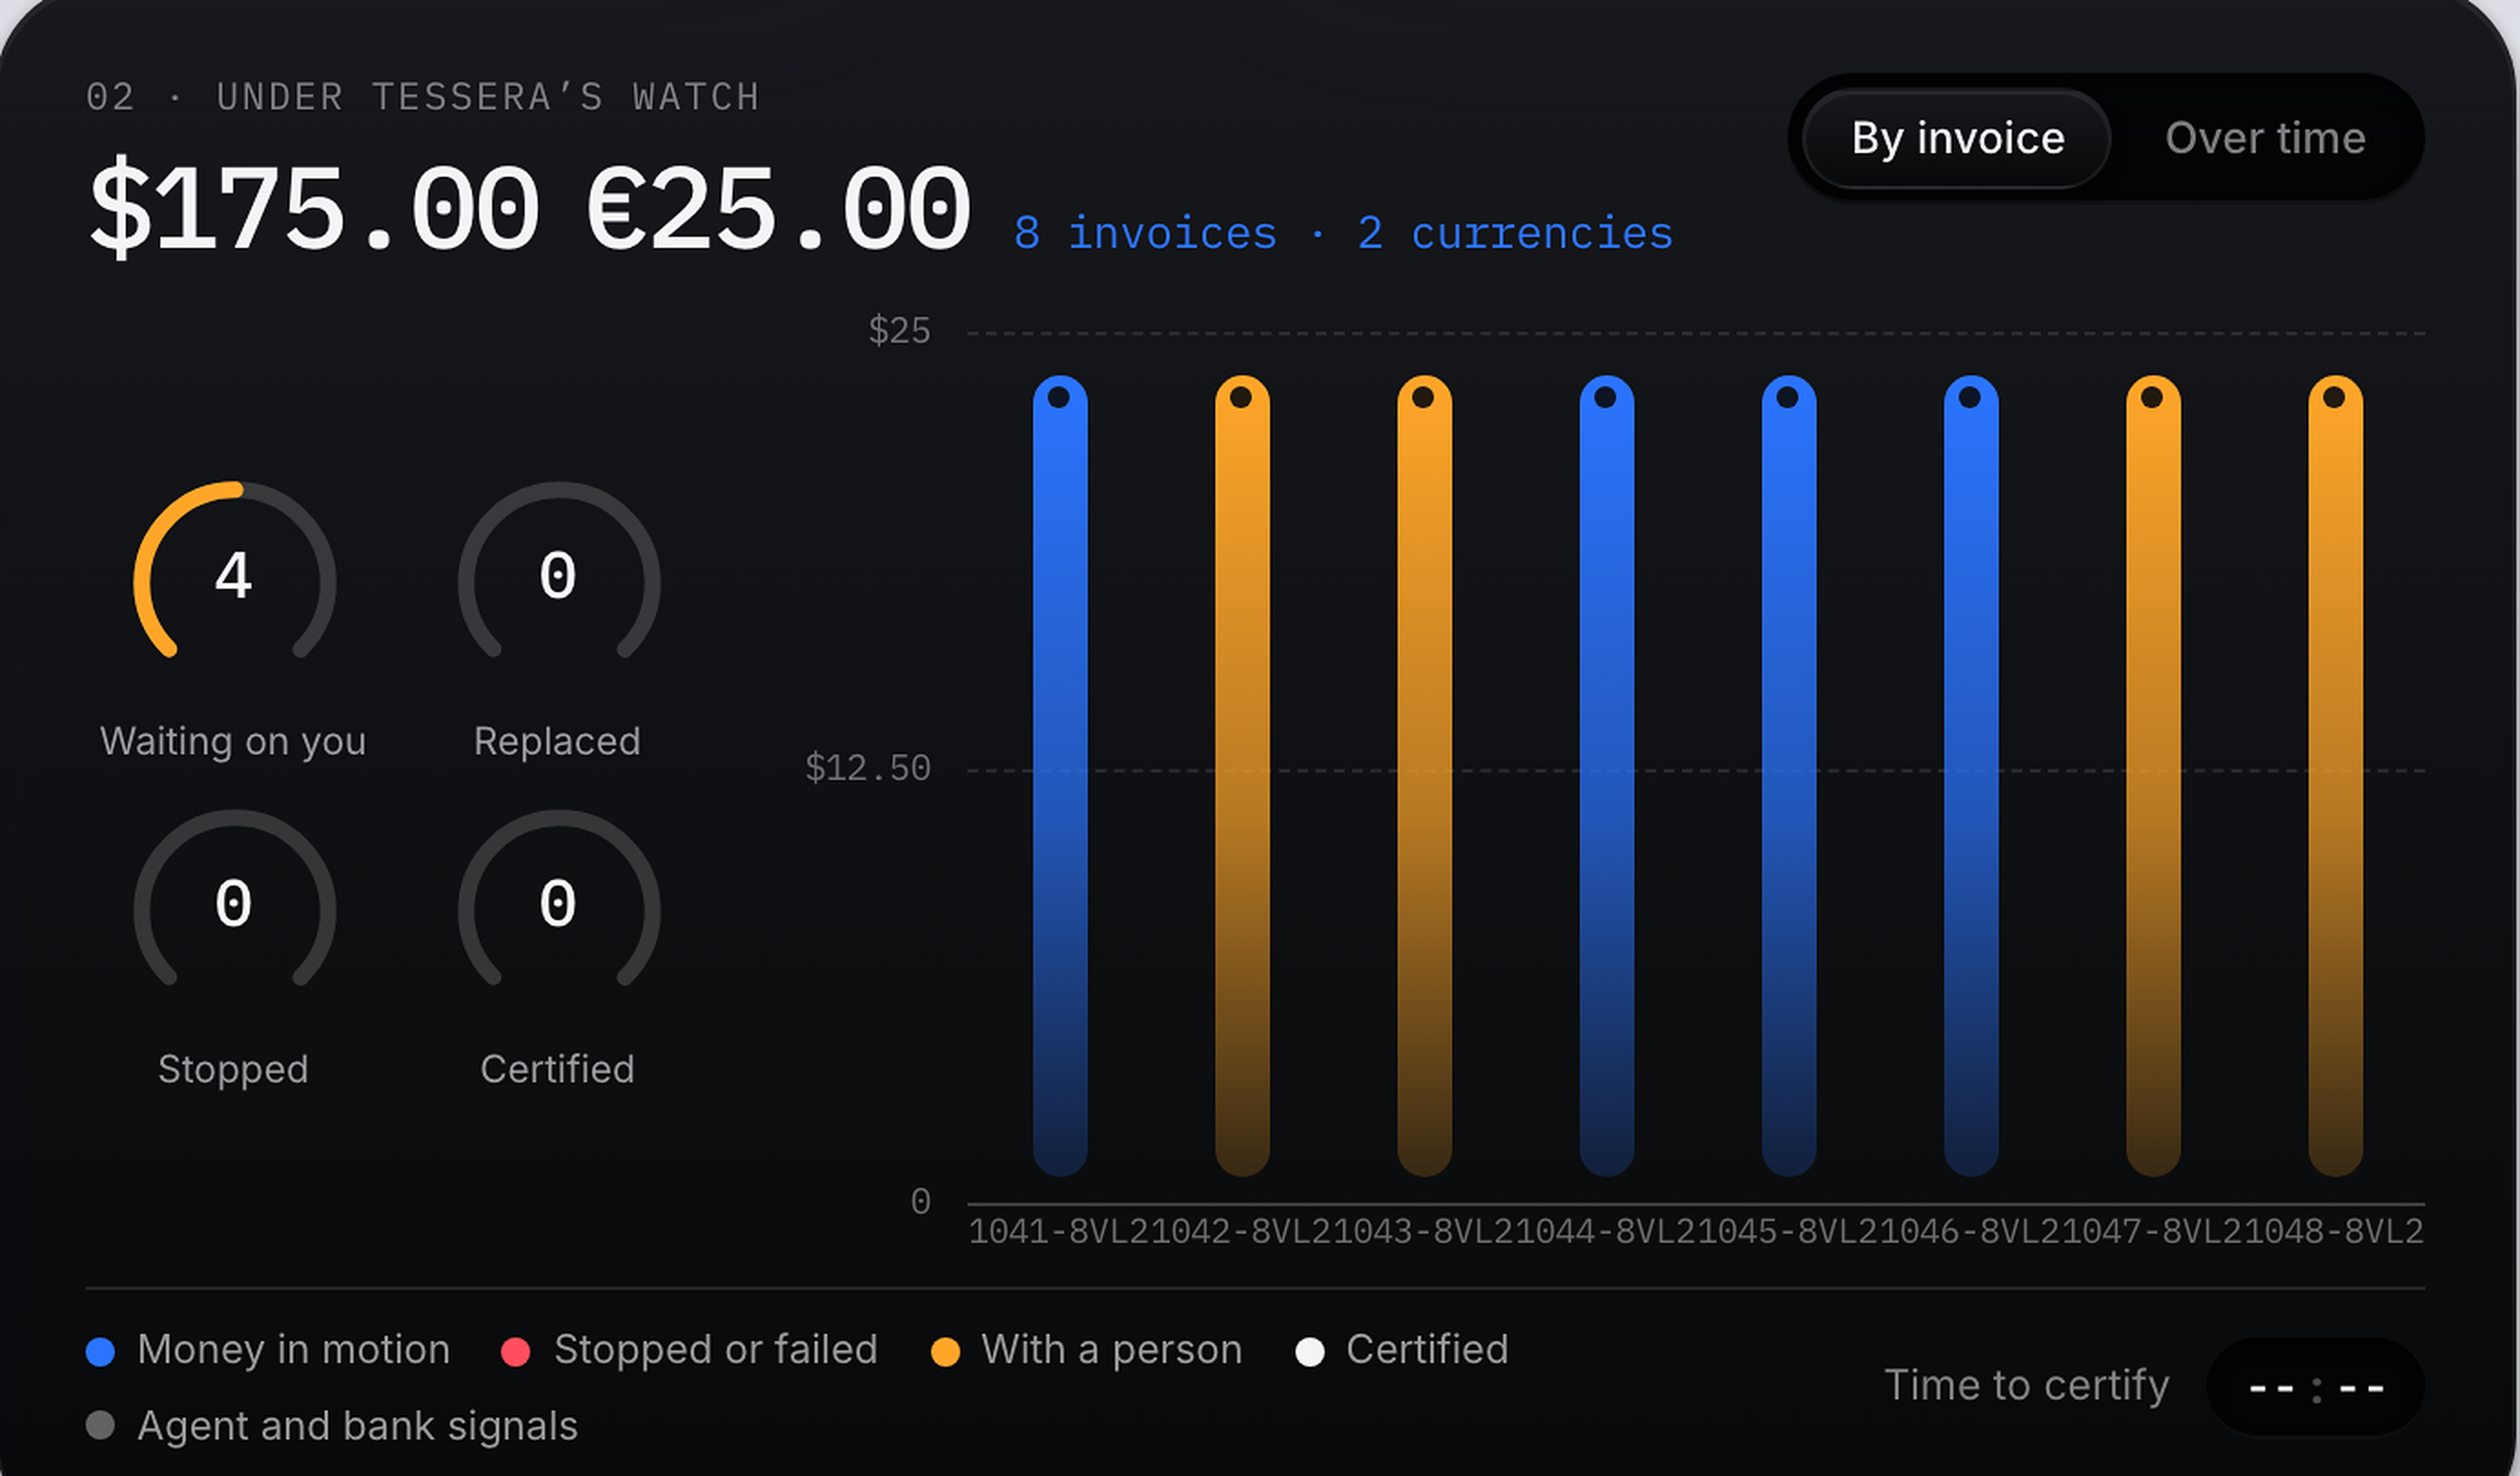 02 · UNDER TESSERA’S WATCH
$175.00 €25.00 8 invoices · 2 currencies
By invoice Over time
$25
$12.50
0
4
Waiting on you
0
Replaced
0
Stopped
0
Certified
1041-8VL21042-8VL21043-8VL21044-8VL21045-8VL21046-8VL21047-8VL21048-8VL2
Money in motion Stopped or failed With a person Certified
Agent and bank signals
Time to certify --:--